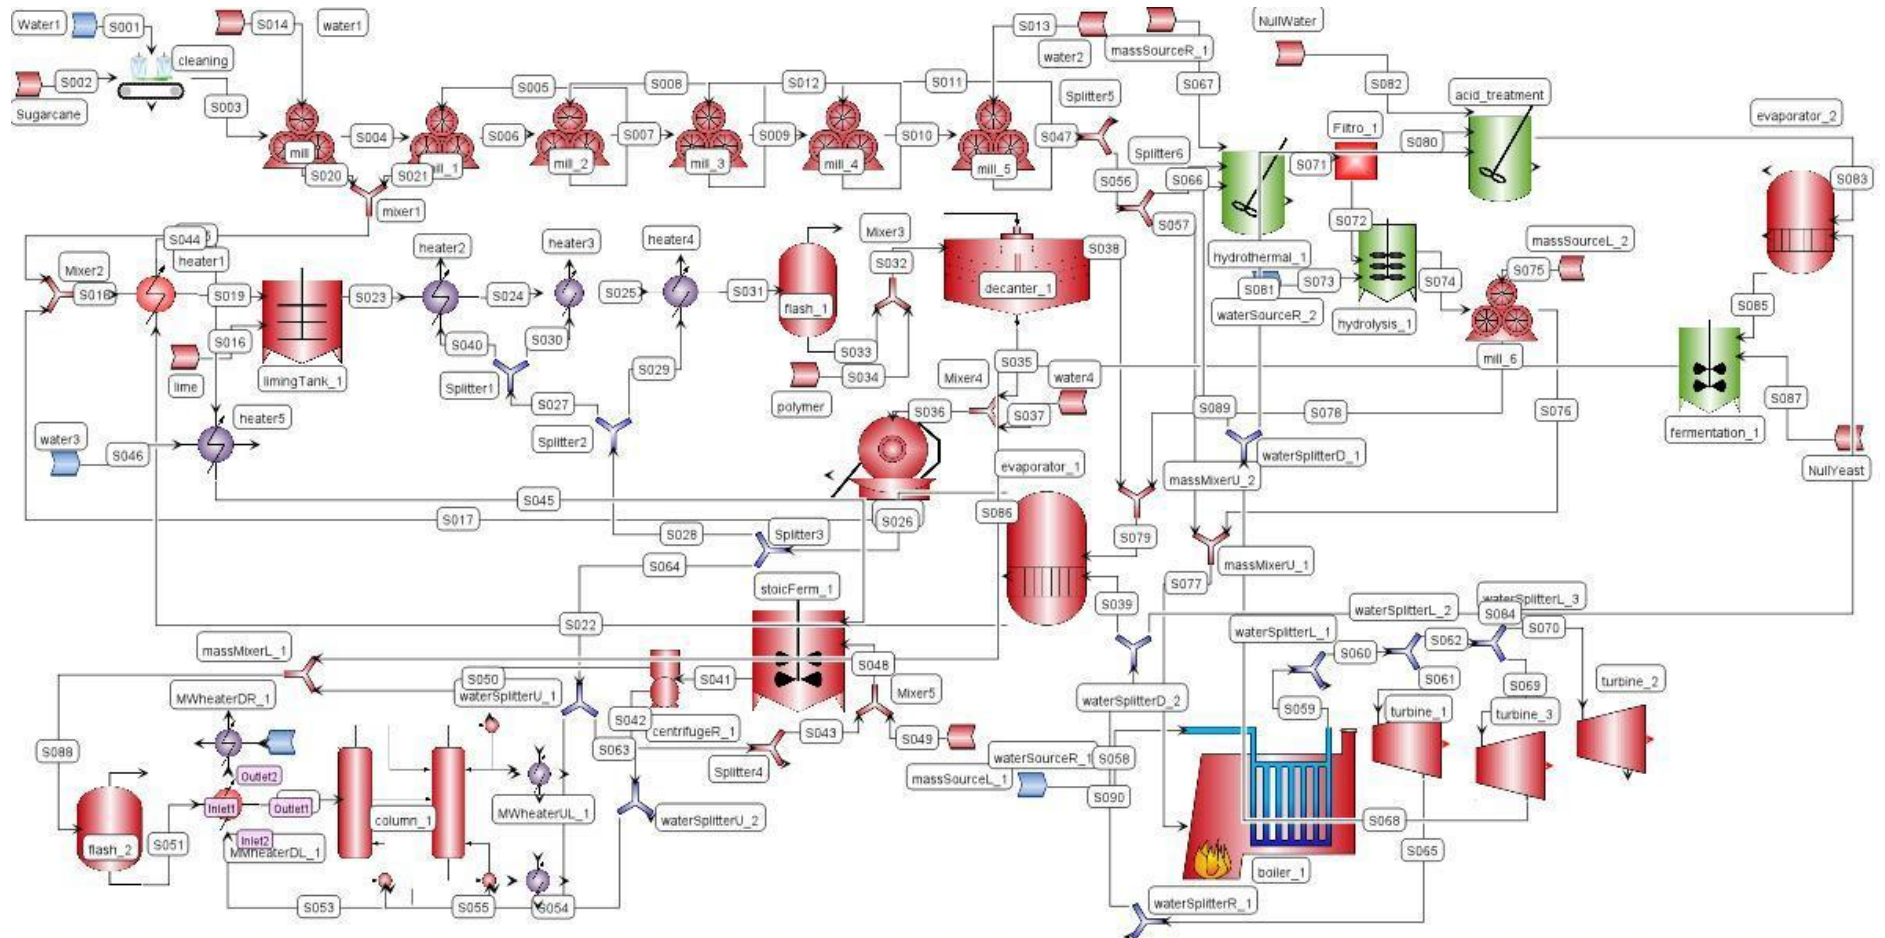 Water1
S001
S014
water1
cleaning
S002
Sugarcane
S003
S005
S008
S012
S011
S013
water2
massSourceR_1
NullWater
S067
S082
acid_treatment
evaporator_2
Splitter5
mill
S004
S006
mill_2
S007
mill_3
S009
mill_4
S010
mill_5
S047
Filtro_1
S080
S020
S021
mixer1
Splitter6
S056
S066
S057
S071
S083
S072
S044
heater1
Mixer2
S019
heater2
heater3
heater4
Mixer3
S032
S038
decanter_1
hydrothermal_1
massSourceL_2
S075
S074
S073
S081
waterSourceR_2
hydrolysis_1
mill_6
S085
S023
S024
S025
S031
flash_1
S016
lime
limingTank_1
S040
S030
Splitter1
S027
Splitter2
S029
S033
S034
polymer
S035
Mixer4
water4
S036
S037
S089
S078
S076
S087
fermentation_1
NullYeast
heater5
water3
S046
waterSplitterD_1
massMixerU_2
evaporator_1
S045
S017
S026
S086
S028
Splitter3
S064
S079
massMixerU_1
S077
stoicFerm_1
S039
S022
waterSplitterL_1
waterSplitterL_2
waterSplitterL_3
S084
S070
S062
S060
S061
S069
massMixerL_1
S050
waterSplitterU_1
S041
S048
Mixer5
S042
centrifugeR_1
S043
S049
S063
Splitter4
waterSplitterD_2
S059
turbine_1
turbine_3
turbine_2
MWheaterDR_1
S088
Outlet2
Inlet1
Outlet1
Inlet2
MMheaterDL_1
flash_2
S051
column_1
MWheaterUL_1
waterSplitterU_2
waterSourceR_1
S058
massSourceL_1
S090
S068
S065
boiler_1
S053
S055
S054
waterSplitterR_1